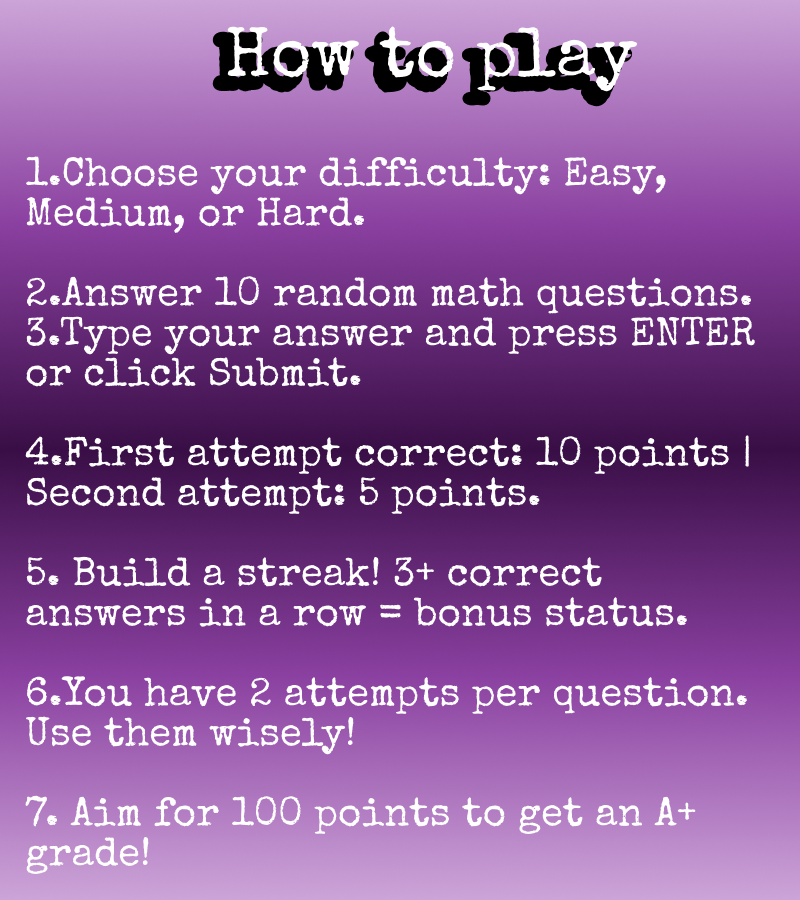 How to play
1.Choose your difficulty: Easy,
Medium, or Hard.
2.Answer 10 random math questions.
3.Type your answer and press ENTER
or click Submit.
4.First attempt correct: 10 points |
Second attempt: 5 points.
5. Build a streak! 3+ correct
answers in a row = bonus status.
6.You have 2 attempts per question.
Use them wisely!
7. Aim for 100 points to get an A+
grade!